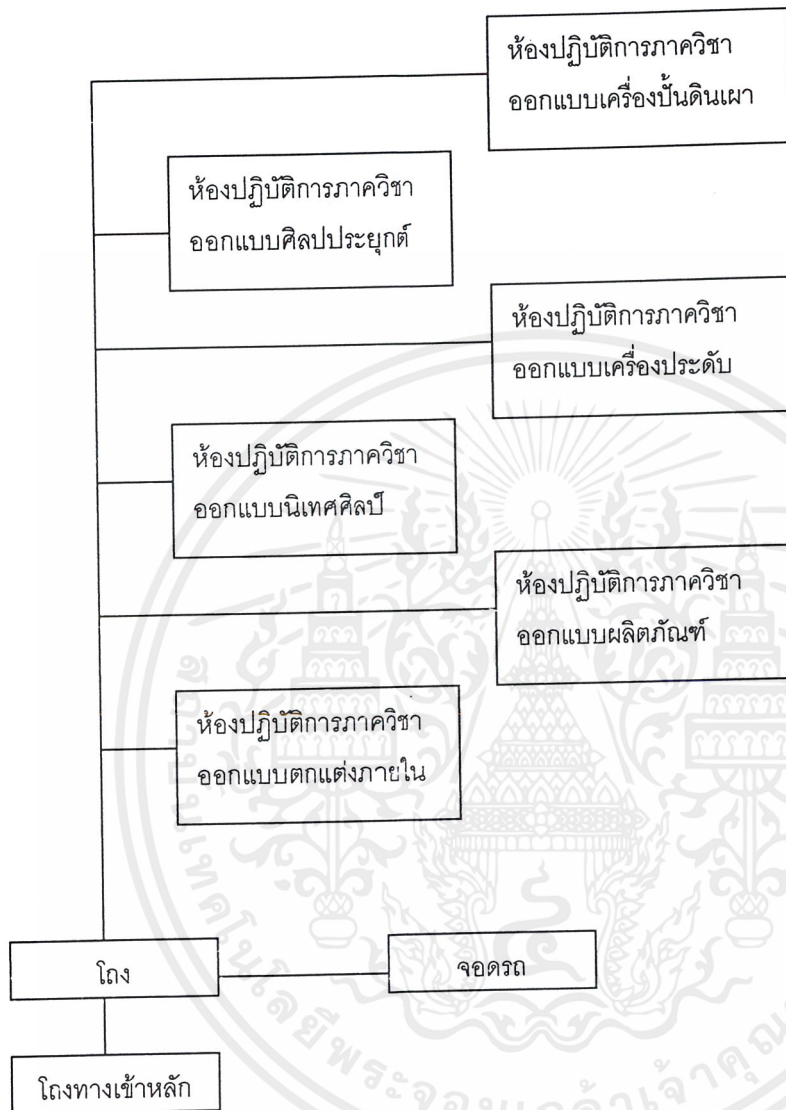 ห้องปฏิบัติการภาควิชา
ออกแบบเครื่องปั้นดินเผา
ห้องปฏิบัติการภาควิชา
ออกแบบศิลปประยุกต์
ห้องปฏิบัติการภาควิชา
ออกแบบเครื่องประดับ
ห้องปฏิบัติการภาควิชา
ออกแบบนิเทศศิลป์
ห้องปฏิบัติการภาควิชา
ออกแบบผลิตภัณฑ์
ห้องปฏิบัติการภาควิชา
ออกแบบตกแต่งภายใน
โถง
จอดรถ
โถงทางเข้าหลัก